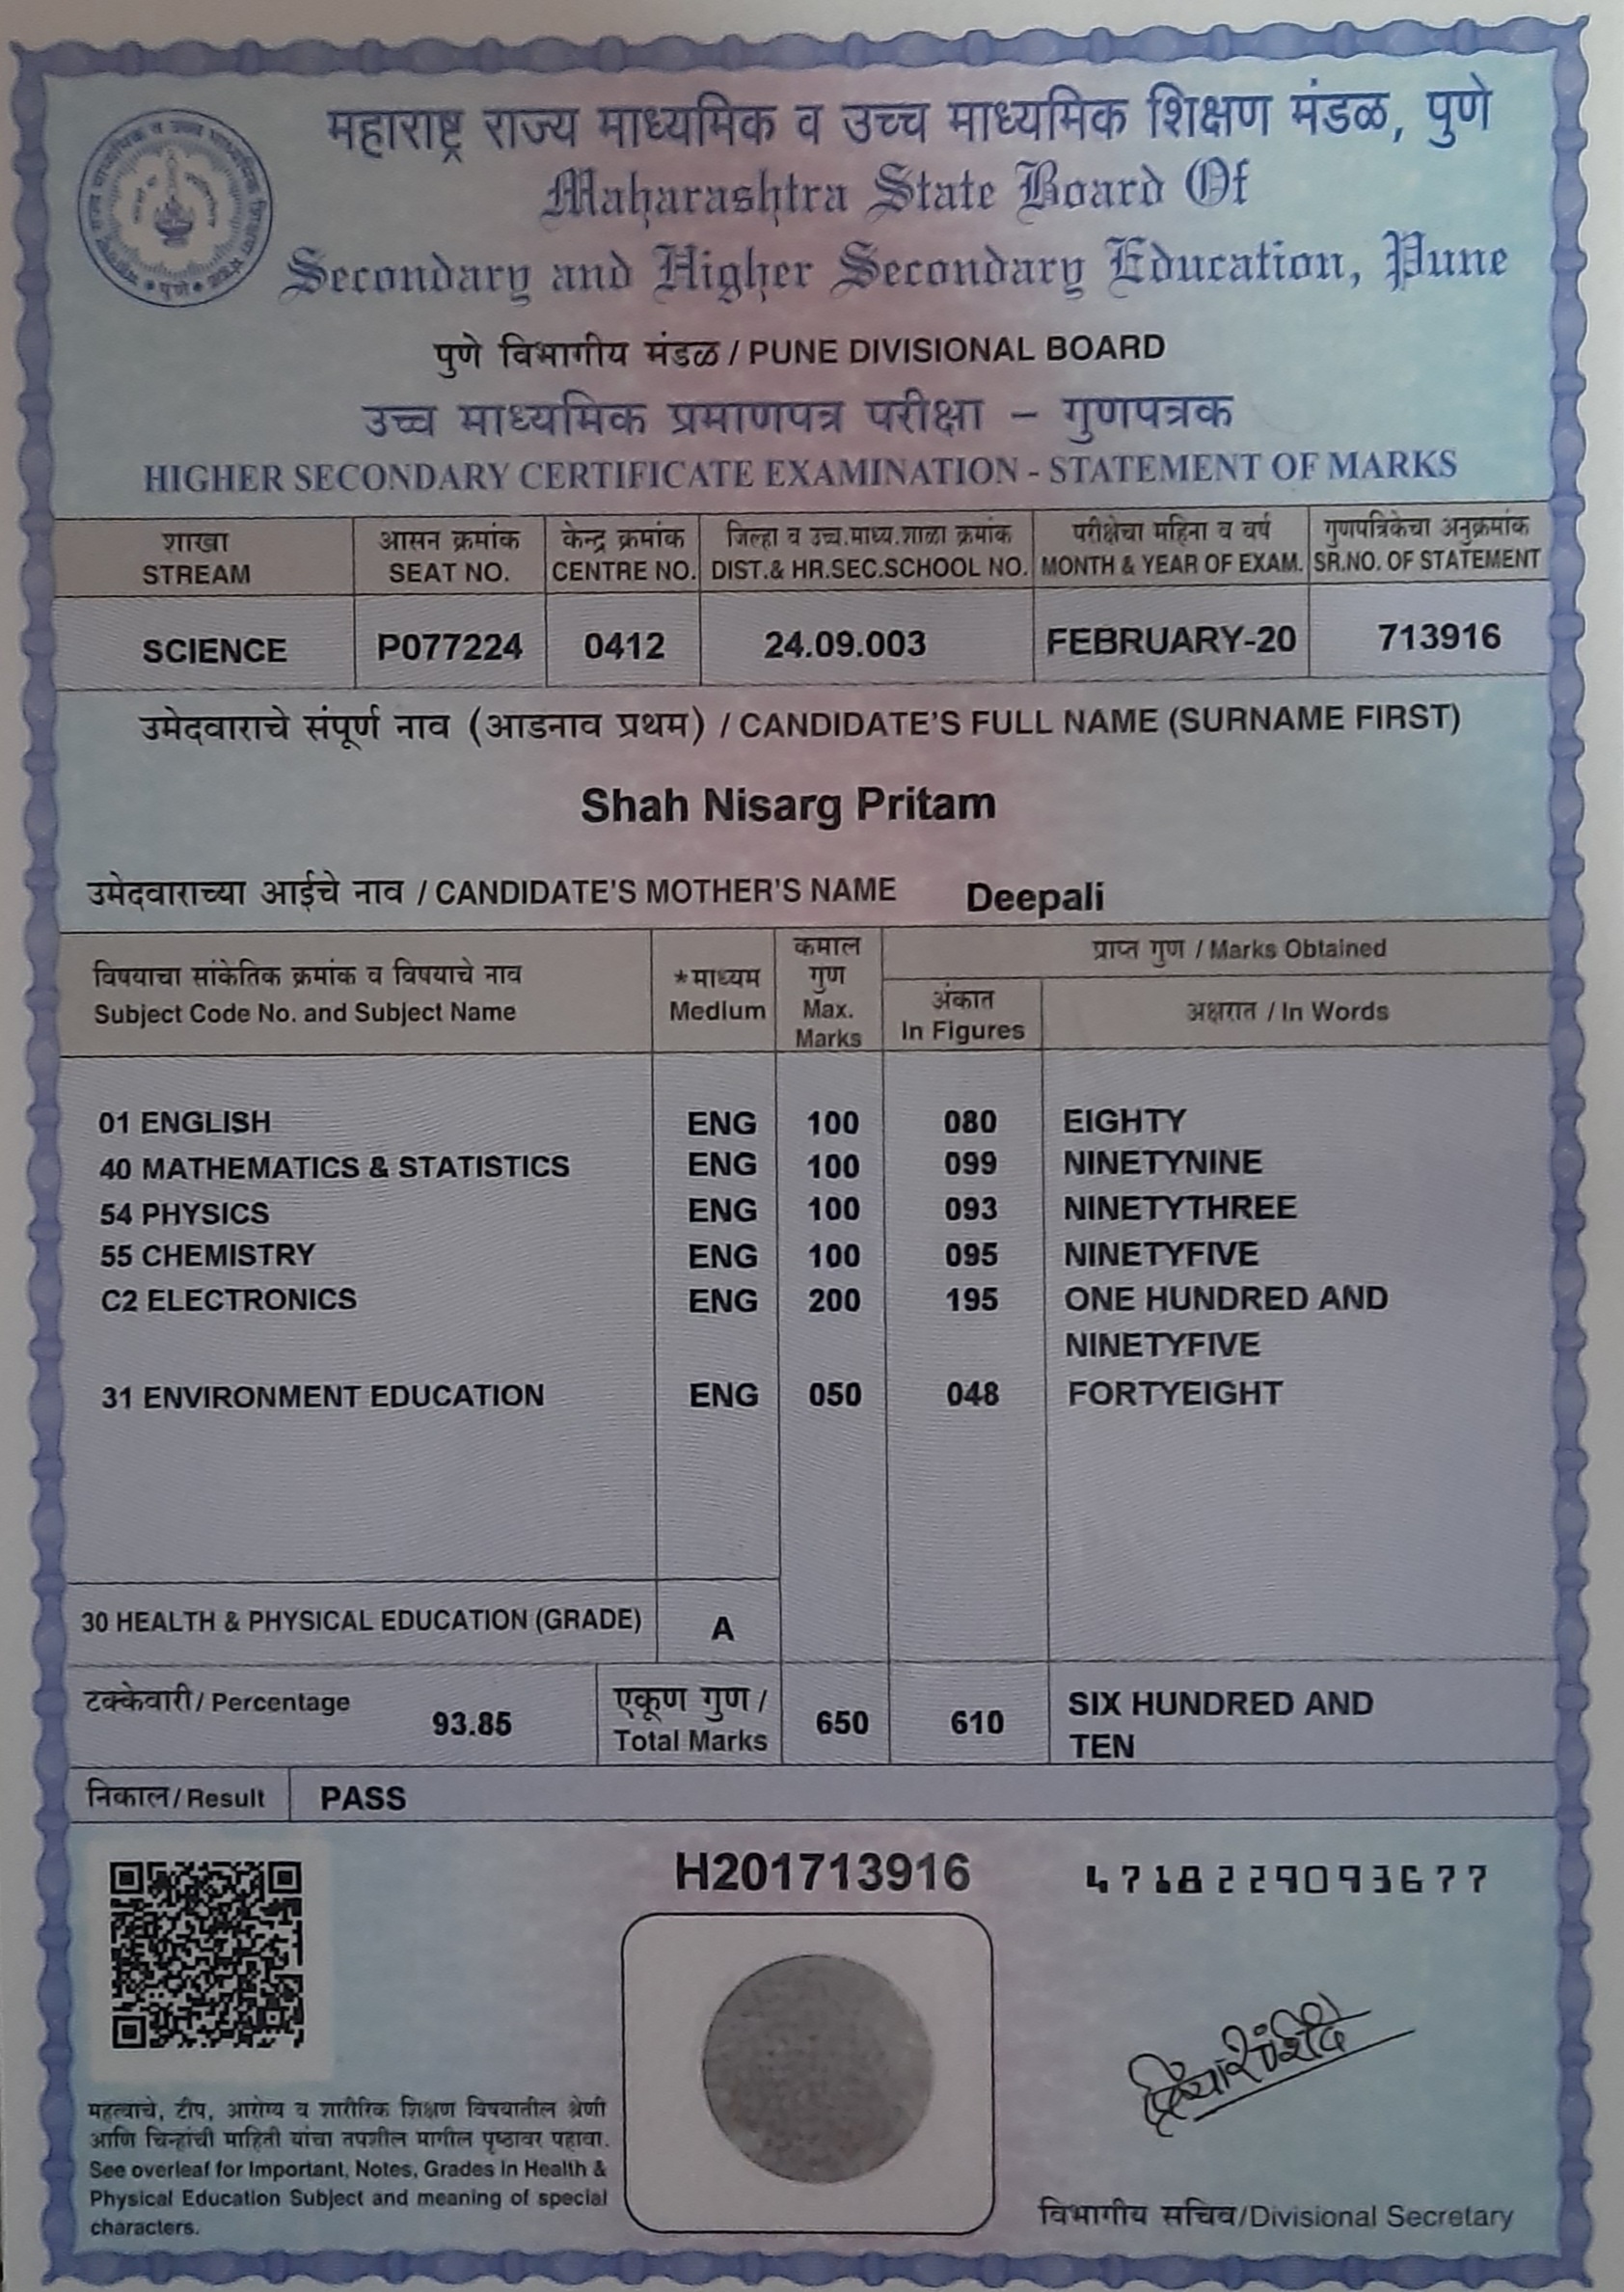 महाराष्ट्र राज्य माध्यमिक व उच्च माध्यमिक शिक्षण मंडळ, पुणे
Maharashtra State Board Of
Secondary and Higher Secondary Education, Pune
पुणे विभागीय मंडळ / PUNE DIVISIONAL BOARD
उच्च माध्यमिक प्रमाणपत्र परीक्षा – गुणपत्रक
HIGHER SECONDARY CERTIFICATE EXAMINATION - STATEMENT OF MARKS
शाखा आसन क्रमांक केन्द्र क्रमांक जिल्हा व उच्च.माध्य.शाळा क्रमांक परीक्षेचा महिना व वर्ष गुणपत्रिकेचा अनुक्रमांक
STREAM SEAT NO. CENTRE NO. DIST.& HR.SEC.SCHOOL NO. MONTH & YEAR OF EXAM. SR.NO. OF STATEMENT
SCIENCE P077224 0412 24.09.003 FEBRUARY-20 713916
उमेदवाराचे संपूर्ण नाव (आडनाव प्रथम) / CANDIDATE'S FULL NAME (SURNAME FIRST)
Shah Nisarg Pritam
उमेदवाराच्या आईचे नाव / CANDIDATE'S MOTHER'S NAME Deepali
विषयाचा सांकेतिक क्रमांक व विषयाचे नाव
Subject Code No. and Subject Name
*माध्यम
Medium
कमाल
गुण
Max.
Marks
प्राप्त गुण / Marks Obtained
अंकात
In Figures
अक्षरात / In Words
01 ENGLISH ENG 100 080 EIGHTY
40 MATHEMATICS & STATISTICS ENG 100 099 NINETYNINE
54 PHYSICS ENG 100 093 NINETYTHREE
55 CHEMISTRY ENG 100 095 NINETYFIVE
C2 ELECTRONICS ENG 200 195 ONE HUNDRED AND
NINETYFIVE
31 ENVIRONMENT EDUCATION ENG 050 048 FORTYEIGHT
30 HEALTH & PHYSICAL EDUCATION (GRADE) A
टक्केवारी / Percentage 93.85
एकूण गुण /
Total Marks 650 610 SIX HUNDRED AND
TEN
निकाल / Result PASS
H201713916 4718229093677
महत्वाचे, टीप, आरोग्य व शारीरिक शिक्षण विषयातील श्रेणी
आणि चिन्हांची माहिती यांचा तपशील मागील पृष्ठावर पहावा.
See overleaf for Important, Notes, Grades in Health &
Physical Education Subject and meaning of special
characters.
विभागीय सचिव/Divisional Secretary